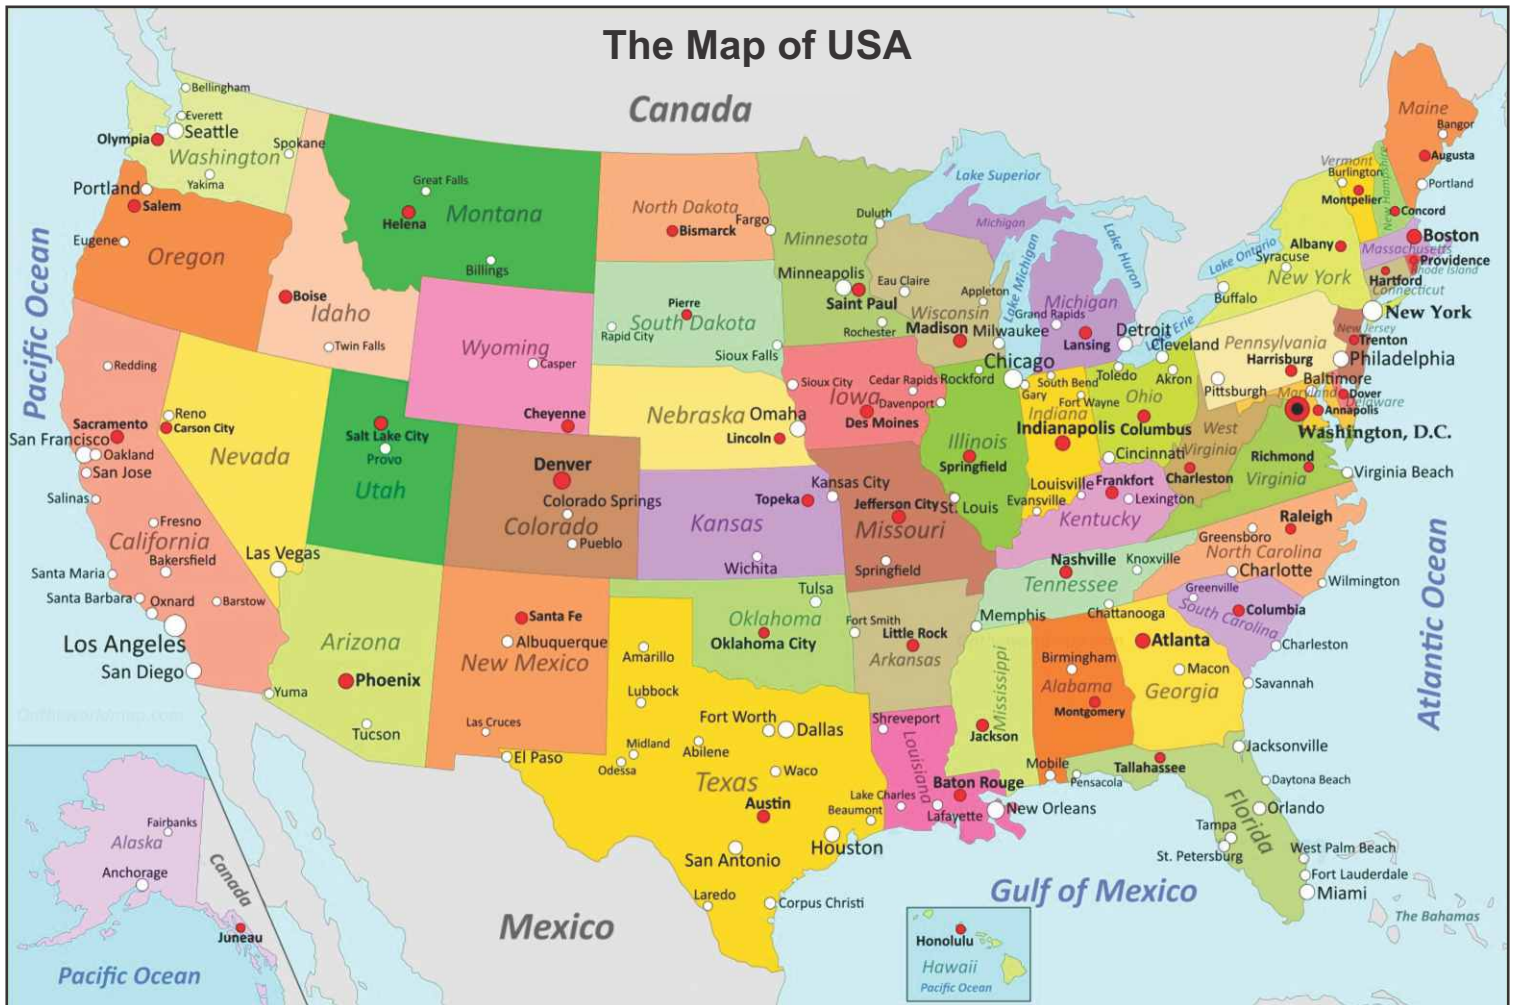 The Map of USA
Canada
Bellingham
Everett
Seattle
Olympia
Washington
Spokane
Yakima
Portland
Salem
Eugene
Oregon
Pacific Ocean
Great Falls
Helena
Montana
Billings
Boise
Idaho
Twin Falls
North Dakota
Fargo
Bismarck
Pierre
South Dakota
Rapid City
Sioux Falls
Wyoming
Casper
Cheyenne
Nebraska
Omaha
Lincoln
Duluth
Minnesota
Minneapolis
Saint Paul
Rochester
Lake Superior
Michigan
Eau Claire
Appleton
Wisconsin
Madison
Milwaukee
Lake Michigan
Lake Huron
Michigan
Grand Rapids
Lansing
Detroit
Erie
Lake Ontario
Maine
Bangor
Augusta
Portland
Vermont
Burlington
Montpelier
New Hampshire
Concord
Boston
Massachusetts
Providence
Rhode Island
Hartford
Connecticut
Albany
Syracuse
New York
Buffalo
New York
New Jersey
Trenton
Philadelphia
Pennsylvania
Harrisburg
Pittsburgh
Baltimore
Maryland
Dover
Delaware
Annapolis
Washington, D.C.
Cleveland
Toledo
Akron
Ohio
Columbus
Cincinnati
Chicago
Rockford
South Bend
Gary
Fort Wayne
Indiana
Indianapolis
Evansville
Illinois
Springfield
Sioux City
Cedar Rapids
Iowa
Davenport
Des Moines
West
Virginia
Charleston
Richmond
Virginia
Virginia Beach
Louisville
Frankfort
Lexington
Kentucky
Redding
Sacramento
San Francisco
Oakland
San Jose
Salinas
Fresno
California
Bakersfield
Santa Maria
Santa Barbara
Oxnard
Barstow
Los Angeles
San Diego
Reno
Carson City
Nevada
Las Vegas
Salt Lake City
Provo
Utah
Denver
Colorado Springs
Colorado
Pueblo
Topeka
Kansas City
Kansas
Wichita
Jefferson City
St. Louis
Missouri
Springfield
Raleigh
Greensboro
North Carolina
Charlotte
Wilmington
Nashville
Knoxville
Tennessee
Memphis
Chattanooga
Greenville
South Carolina
Columbia
Charleston
Atlantic Ocean
Arizona
Phoenix
Yuma
Tucson
Santa Fe
Albuquerque
New Mexico
Las Cruces
Tulsa
Oklahoma
Oklahoma City
Fort Smith
Little Rock
Arkansas
Amarillo
Lubbock
Fort Worth
Dallas
Abilene
Midland
Odessa
El Paso
Texas
Waco
Austin
San Antonio
Houston
Beaumont
Laredo
Corpus Christi
Shreveport
Louisiana
Baton Rouge
Lake Charles
Lafayette
New Orleans
Mississippi
Jackson
Birmingham
Alabama
Montgomery
Mobile
Atlanta
Macon
Georgia
Savannah
Pensacola
Tallahassee
Jacksonville
Daytona Beach
Orlando
Florida
Tampa
St. Petersburg
West Palm Beach
Fort Lauderdale
Miami
Gulf of Mexico
The Bahamas
Mexico
Fairbanks
Alaska
Anchorage
Canada
Juneau
Pacific Ocean
Honolulu
Hawaii
Pacific Ocean